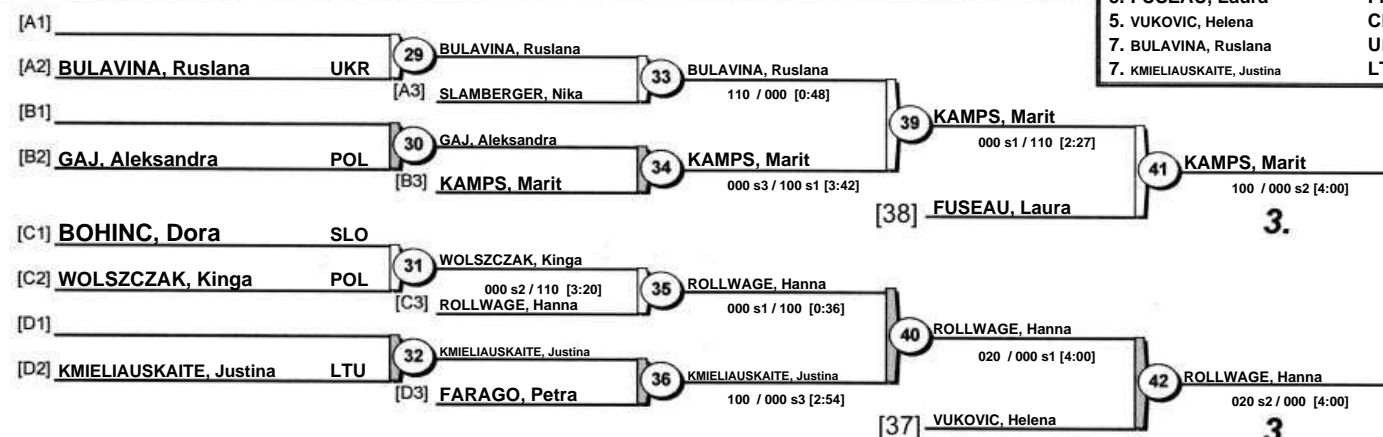 5. FUSEAU, Laura
5. VUKOVIC, Helena
7. BULAVINA, Ruslana
7. KMIELIAUSKAITE, Justina
[A1]
[A2] BULAVINA, Ruslana UKR
29
BULAVINA, Ruslana
[A3] SLAMBERGER, Nika
33
BULAVINA, Ruslana
110 / 000 [0:48]
[B1]
[B2] GAJ, Aleksandra POL
30
GAJ, Aleksandra
[B3] KAMPS, Marit
34
KAMPS, Marit
000 s3 / 100 s1 [3:42]
39
KAMPS, Marit
000 s1 / 110 [2:27]
[38] FUSEAU, Laura
41
KAMPS, Marit
100 / 000 s2 [4:00]
3.
[C1] BOHINC, Dora SLO
[C2] WOLSZCZAK, Kinga POL
31
WOLSZCZAK, Kinga
000 s2 / 110 [3:20]
[C3] ROLLWAGE, Hanna
35
ROLLWAGE, Hanna
000 s1 / 100 [0:36]
[D1]
[D2] KMIELIAUSKAITE, Justina LTU
32
KMIELIAUSKAITE, Justina
[D3] FARAGO, Petra
36
KMIELIAUSKAITE, Justina
100 / 000 s3 [2:54]
40
ROLLWAGE, Hanna
020 / 000 s1 [4:00]
[37] VUKOVIC, Helena
42
ROLLWAGE, Hanna
020 s2 / 000 [4:00]
3